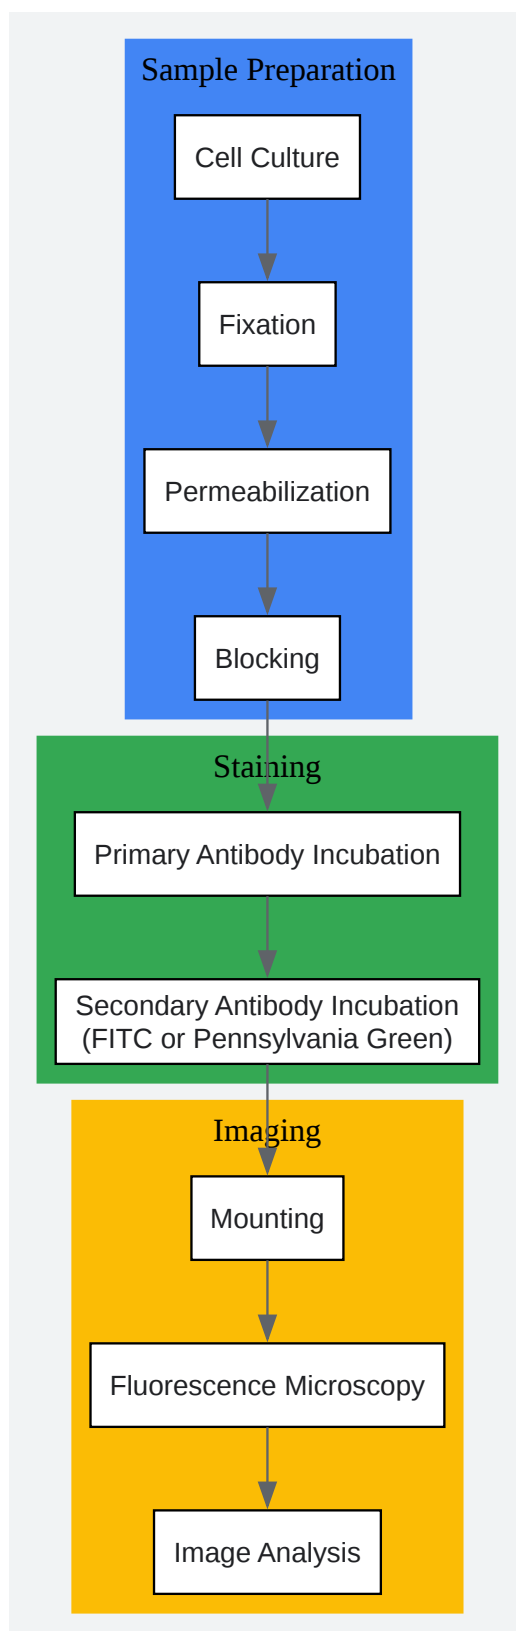 Sample Preparation
Cell Culture
Fixation
Permeabilization
Blocking
Staining
Primary Antibody Incubation
Secondary Antibody Incubation
(FITC or Pennsylvania Green)
Imaging
Mounting
Fluorescence Microscopy
Image Analysis